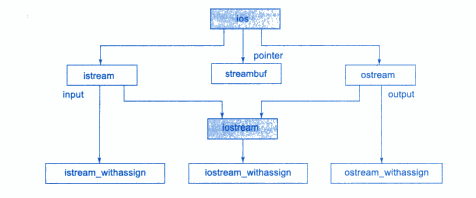 ios
pointer
istream
streambuf
ostream
input
output
iostream
istream_withassign
iostream_withassign
ostream_withassign